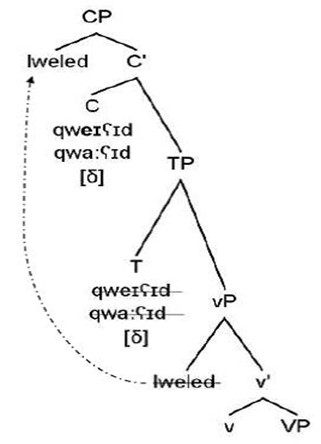 CP
lweled C'
C
qweɪʕɪd
qwa:ʕɪd
[δ]
TP
T
qweɪʕɪd
qwa:ʕɪd
[δ]
vP
lweled v'
v VP